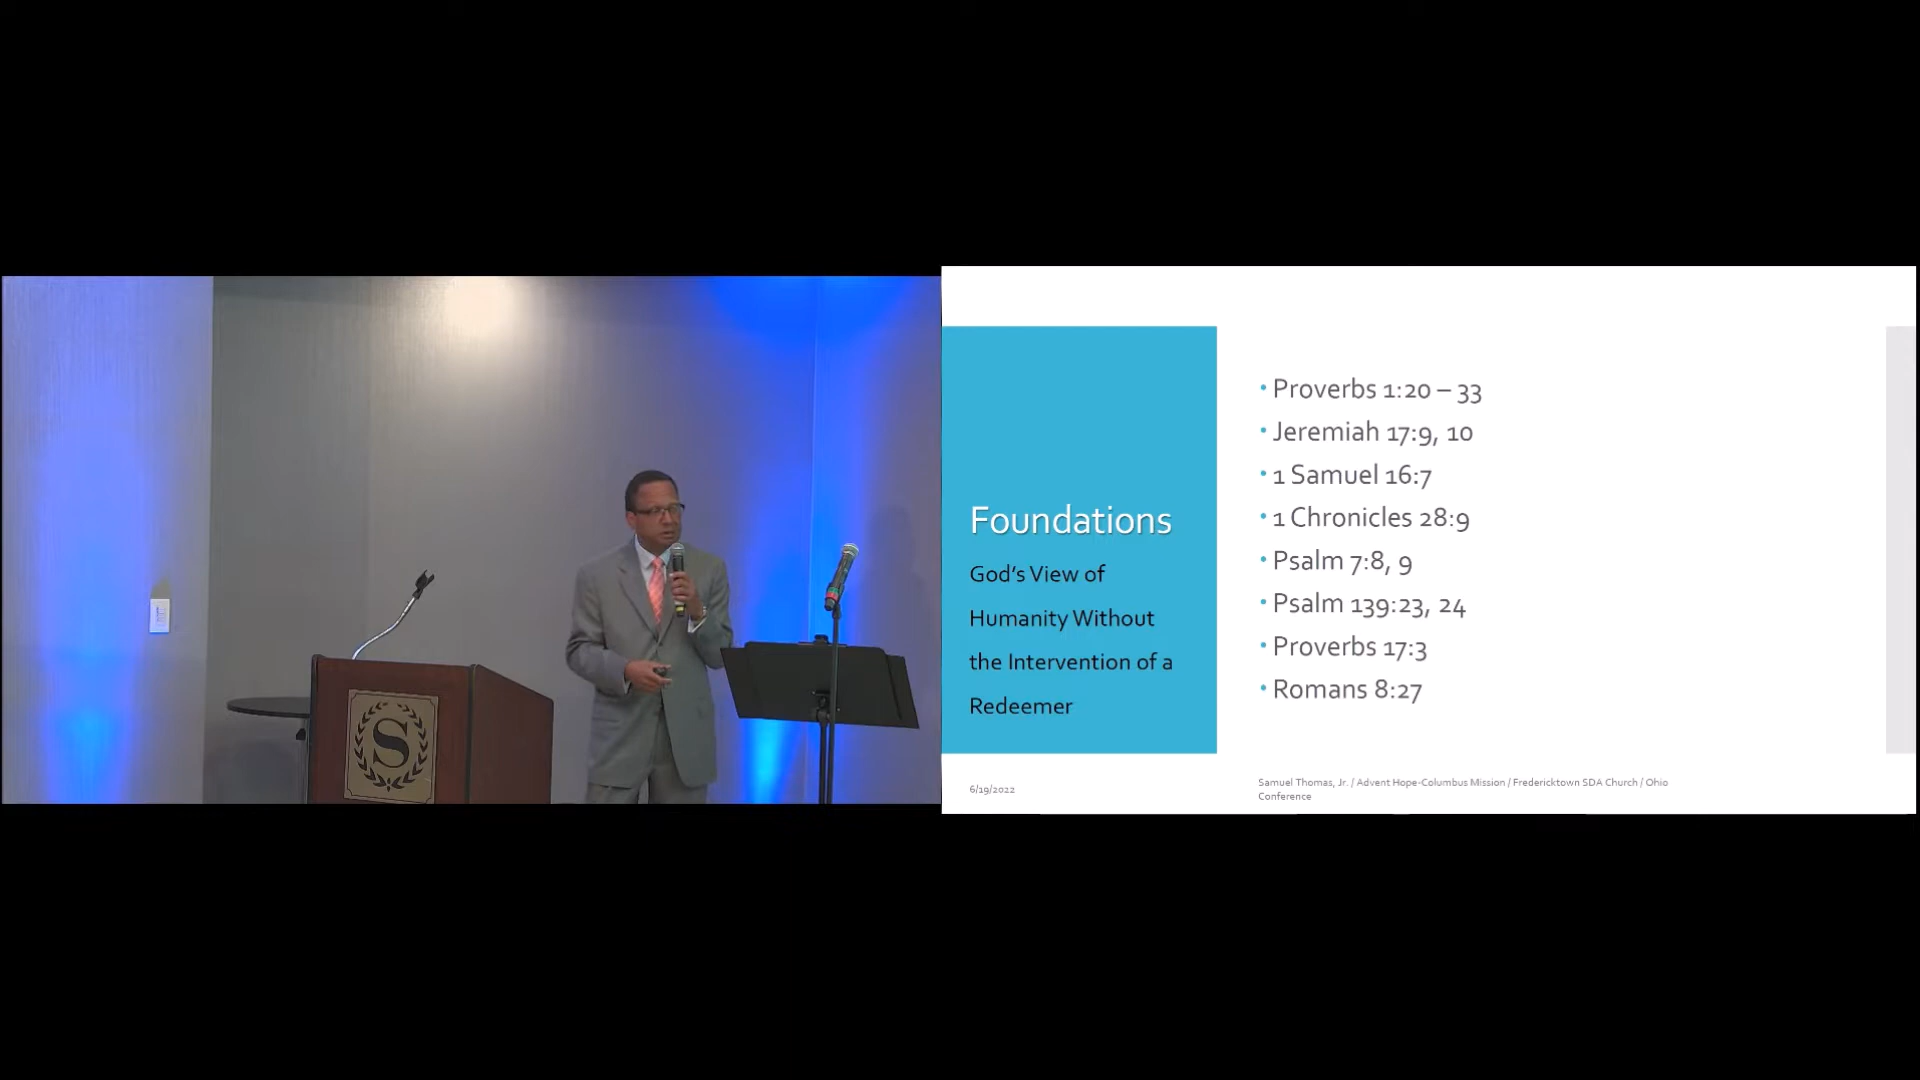 S
Foundations
God's View of
Humanity Without
the Intervention of a
Redeemer
• Proverbs 1:20 – 33
• Jeremiah 17:9, 10
• 1 Samuel 16:7
• 1 Chronicles 28:9
• Psalm 7:8, 9
• Psalm 139:23, 24
• Proverbs 17:3
• Romans 8:27
6/19/2022
Samuel Thomas, Jr. / Advent Hope-Columbus Mission / Fredericktown SDA Church / Ohio
Conference